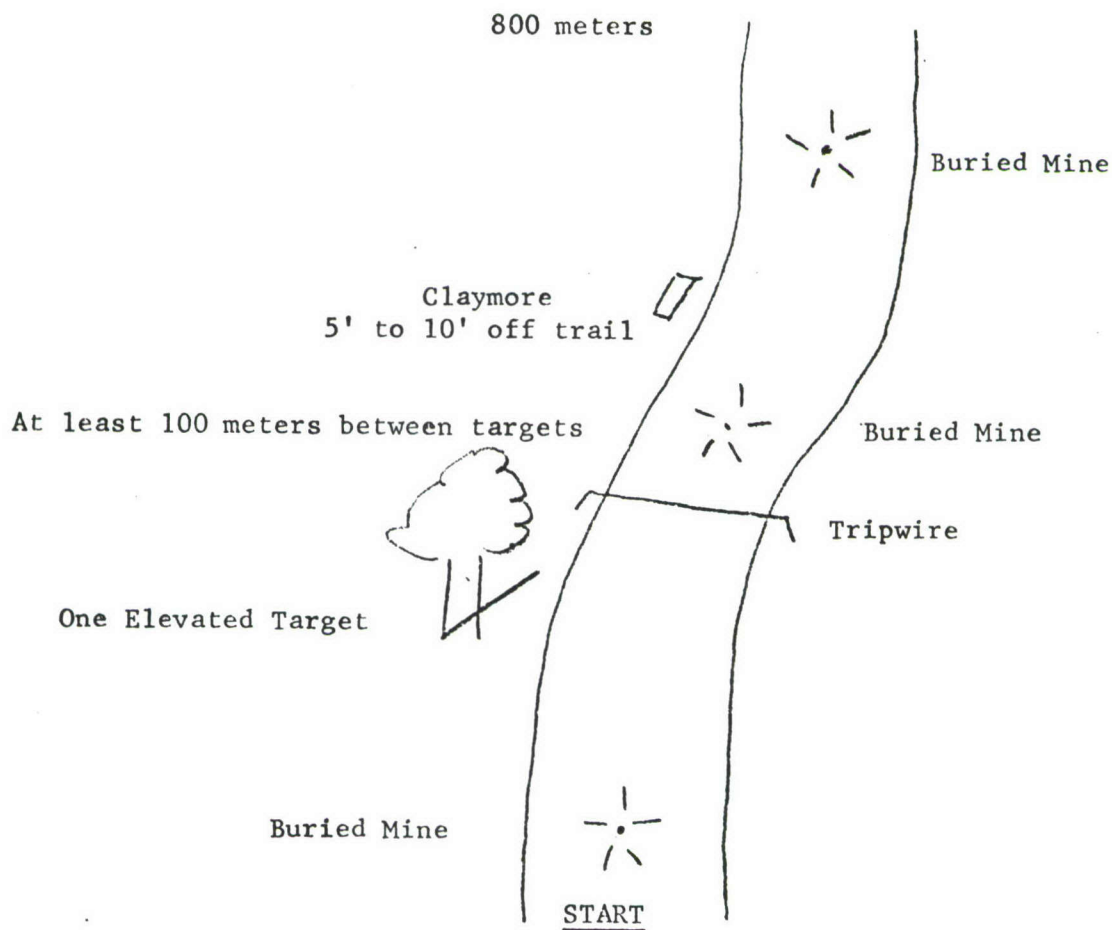 800 meters
Buried Mine
Claymore
5' to 10' off trail
At least 100 meters between targets
Buried Mine
Tripwire
One Elevated Target
Buried Mine
START